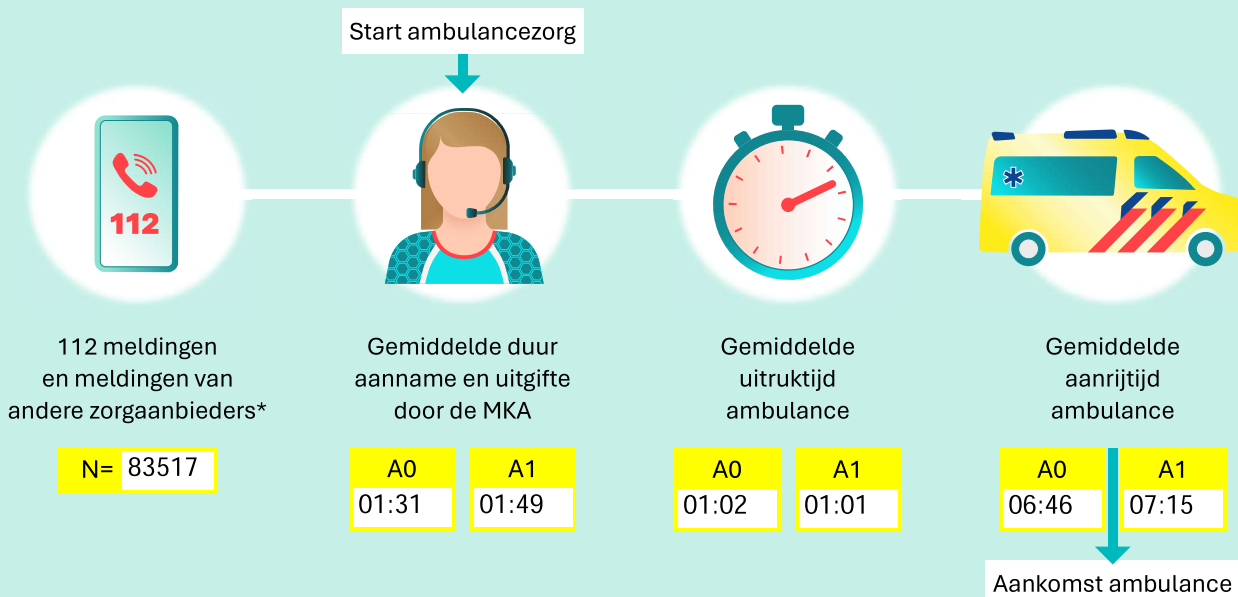 Start ambulancezorg
112
112 meldingen
en meldingen van
andere zorgaanbieders*
N= 83517
Gemiddelde duur
aanname en uitgifte
door de MKA
A0 A1
01:31 01:49
Gemiddelde
uitruktijd
ambulance
A0 A1
01:02 01:01
Gemiddelde
aanrijtijd
ambulance
A0 A1
06:46 07:15
Aankomst ambulance